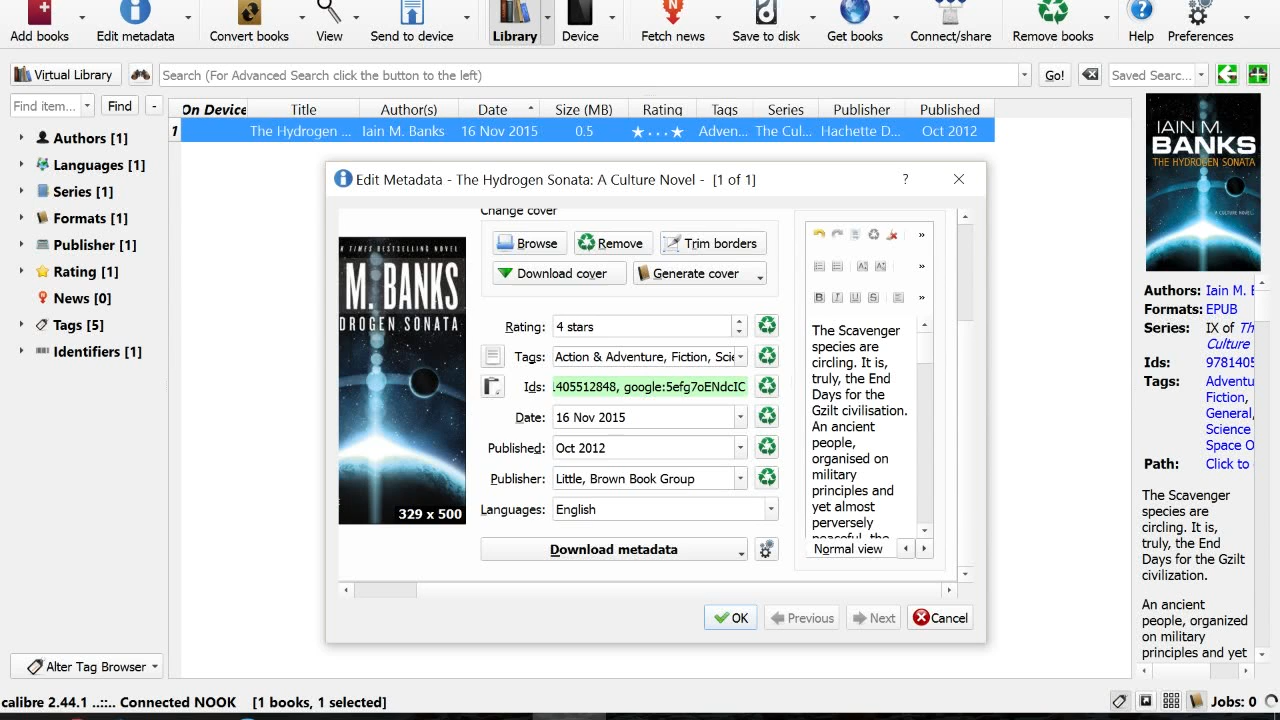 Add books Edit metadata Convert books View Send to device Library Device Fetch news Save to disk Get books Connect/share Remove books Help Preferences
Virtual Library Search (For Advanced Search click the button to the left) Go! Saved Searc...
Find item... Find - On Device Title Author(s) Date Size (MB) Rating Tags Series Publisher Published
1 The Hydrogen ... Iain M. Banks 16 Nov 2015 0.5 ★...★ Adven... The Cul... Hachette D... Oct 2012
Authors [1]
Languages [1]
Series [1]
Formats [1]
Publisher [1]
Rating [1]
News [0]
Tags [5]
Identifiers [1]
Alter Tag Browser
Edit Metadata - The Hydrogen Sonata: A Culture Novel - [1 of 1] ?
Change cover
Browse Remove Trim borders
Download cover Generate cover
K TIMES BESTSELLING NOVEL
M. BANKS
DROGEN SONATA
329 x 500
Rating: 4 stars
Tags: Action & Adventure, Fiction, Scie
Ids: .405512848, google:5efg7oENdcIC
Date: 16 Nov 2015
Published: Oct 2012
Publisher: Little, Brown Book Group
Languages: English
Download metadata
» 
»
B I U S »
The Scavenger
species are
circling. It is,
truly, the End
Days for the
Gzilt civilisation.
An ancient
people,
organised on
military
principles and
yet almost
perversely
peaceful, the
Normal view
OK Previous Next Cancel
IAIN M.
BANKS
THE HYDROGEN SONATA
A CULTURE NOVEL
Authors: Iain M. B
Formats: EPUB
Series: IX of Th
Culture
Ids: 9781405
Tags: Adventu
Fiction,
General,
Science
Space O
Path: Click to
The Scavenger
species are
circling. It is,
truly, the End
Days for the Gzilt
civilization.
An ancient
people, organized
on military
principles and yet
calibre 2.44.1 ..::.. Connected NOOK [1 books, 1 selected] Jobs: 0